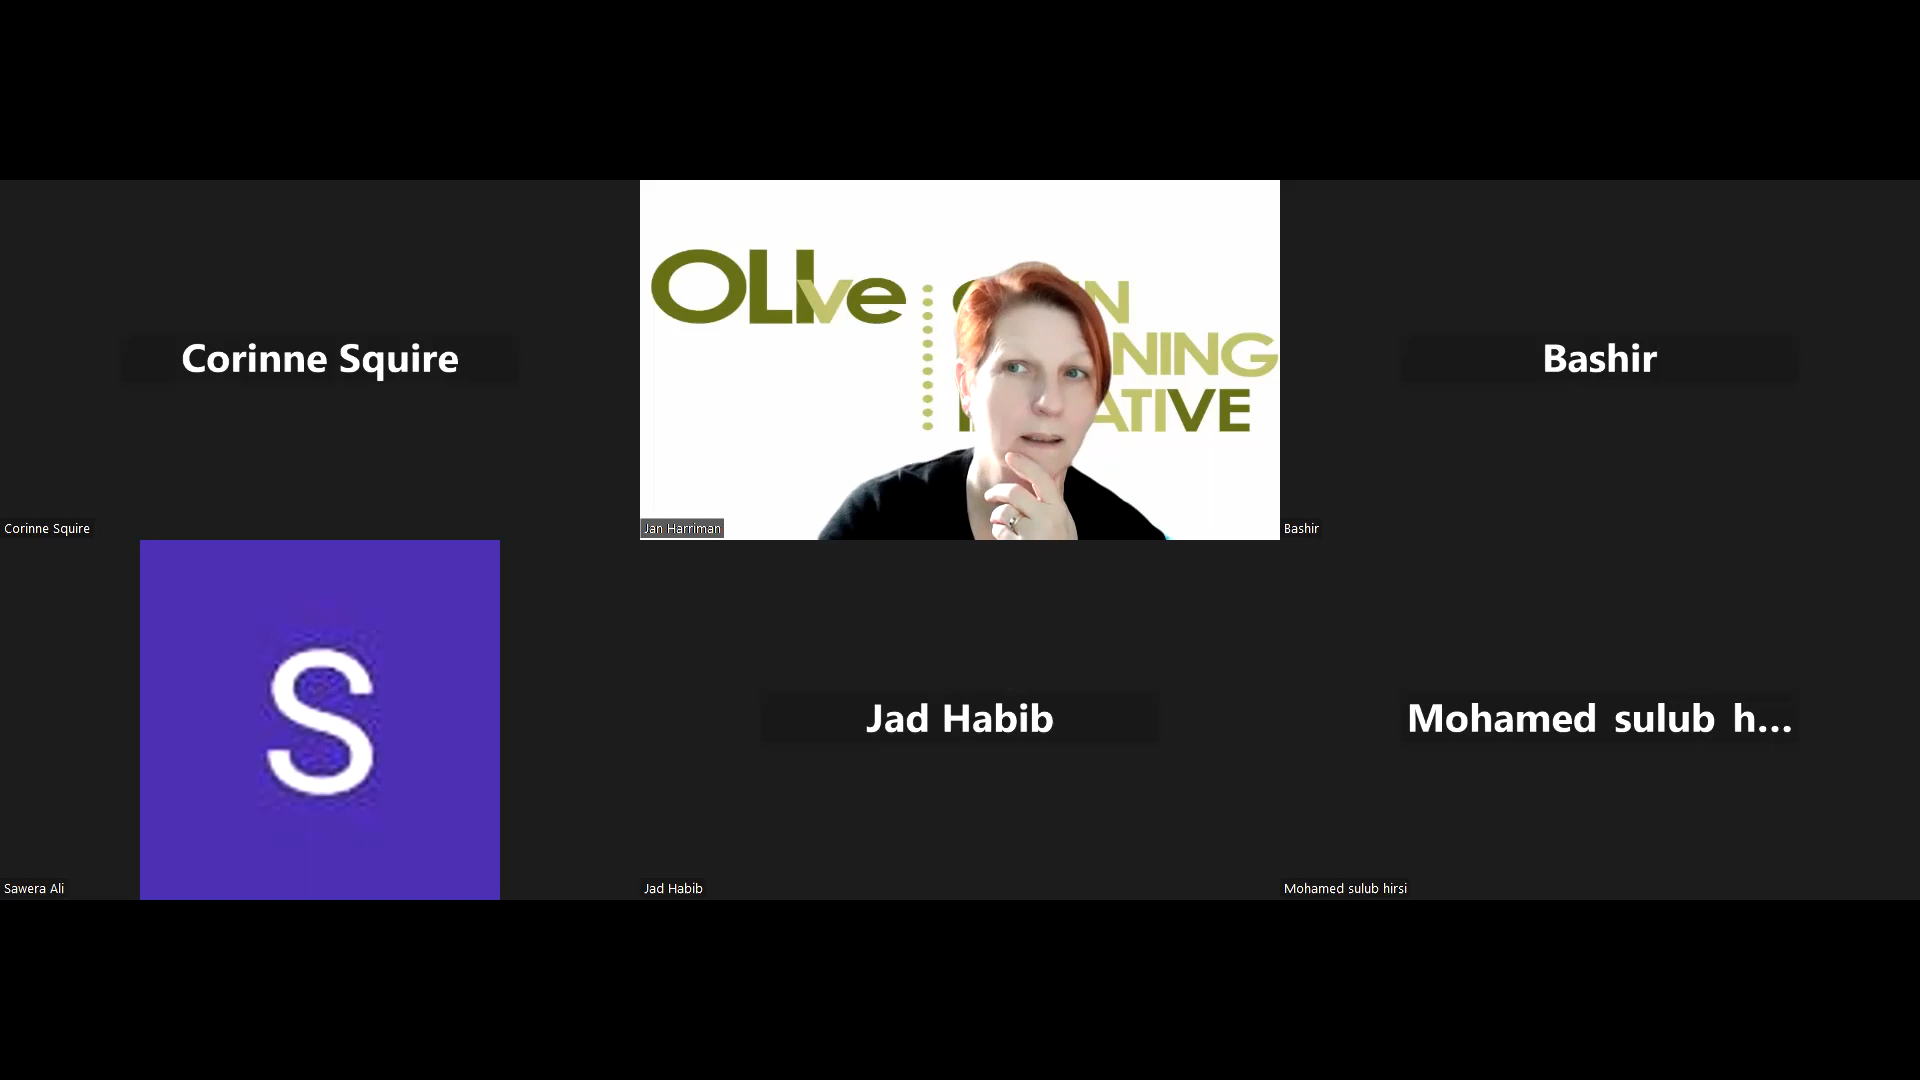 Corinne Squire
Corinne Squire
OLIve
NING
ATIVE
Jan Harriman
Bashir
Bashir
S
Sawera Ali
Jad Habib
Jad Habib
Mohamed sulub h...
Mohamed sulub hirsi